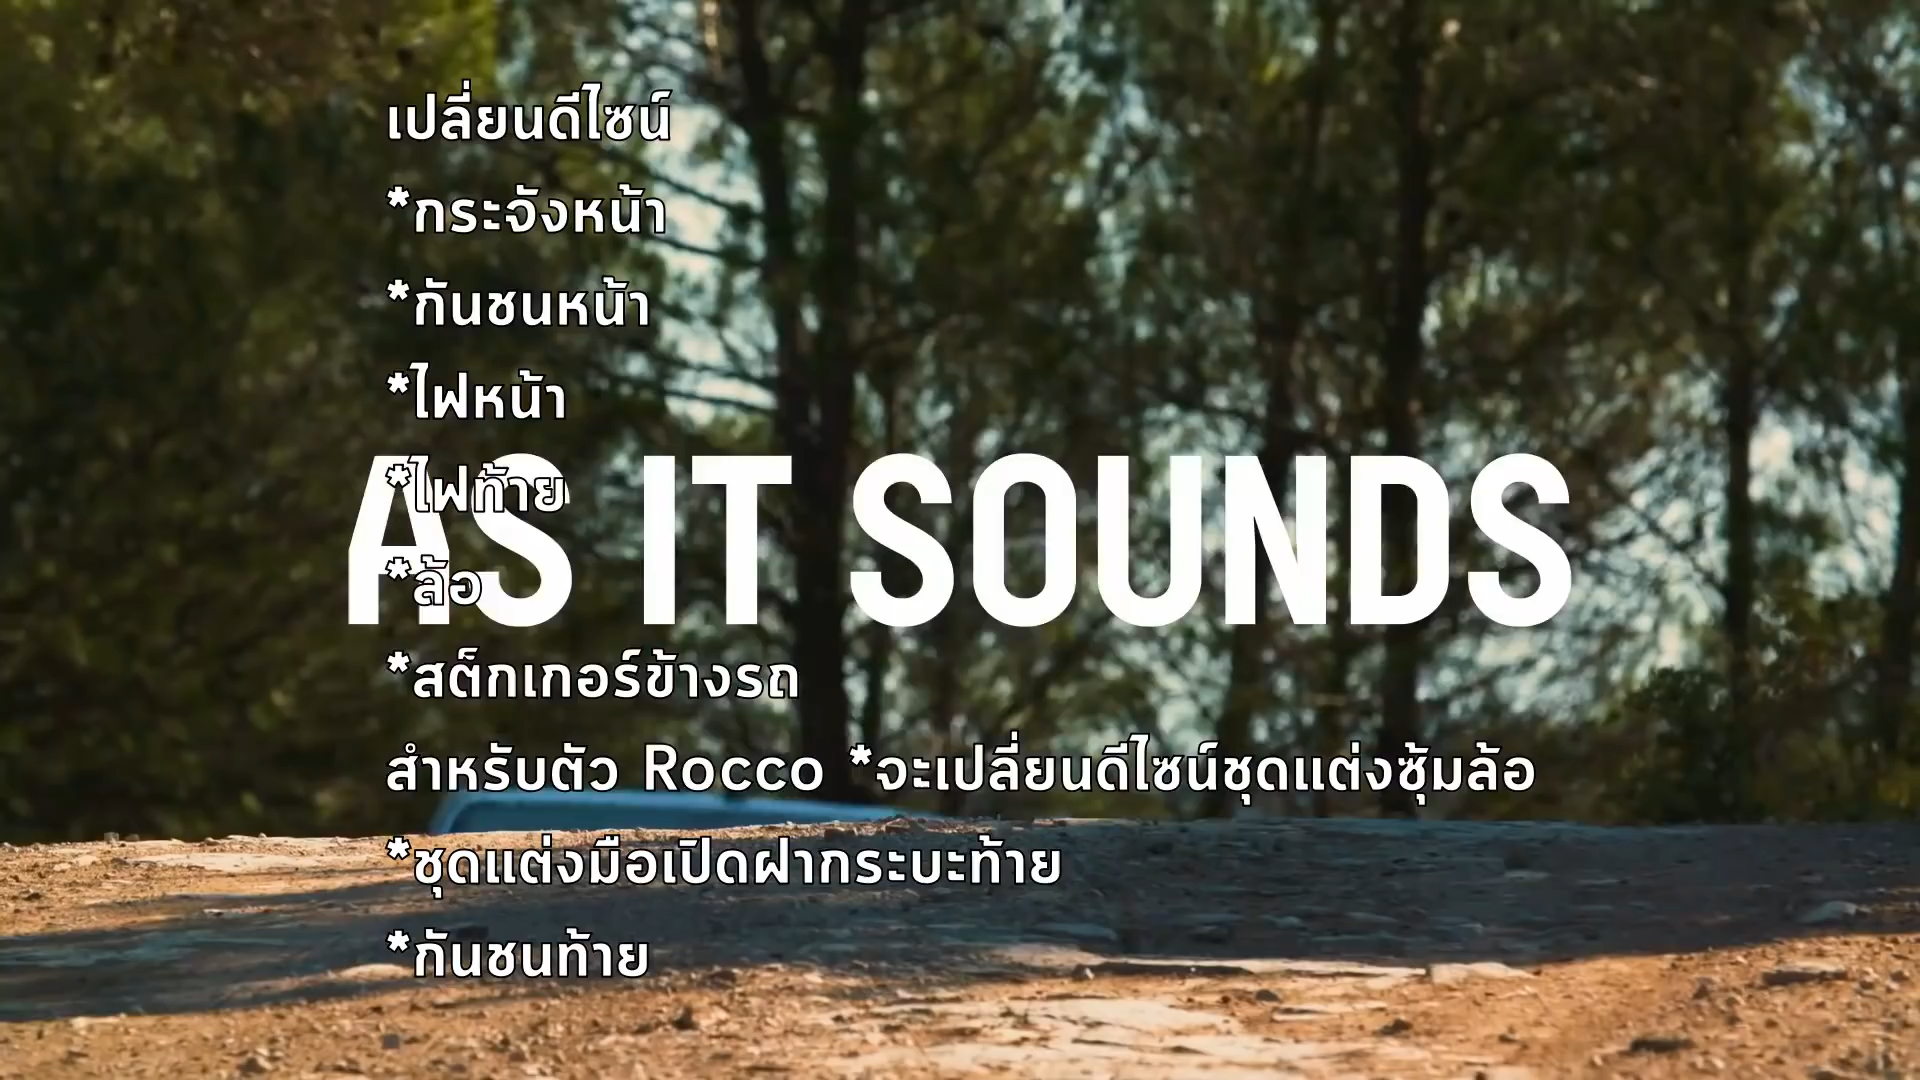 เปลี่ยนดีไซน์
*กระจังหน้า
*กันชนหน้า
*ไฟหน้า
*ไฟท้าย
AS IT SOUNDS
*ล้อ
*สติ๊กเกอร์ข้างรถ
สำหรับตัว Rocco *จะเปลี่ยนดีไซน์ชุดแต่งซุ้มล้อ
*ชุดแต่งมือเปิดฝากระบะท้าย
*กันชนท้าย